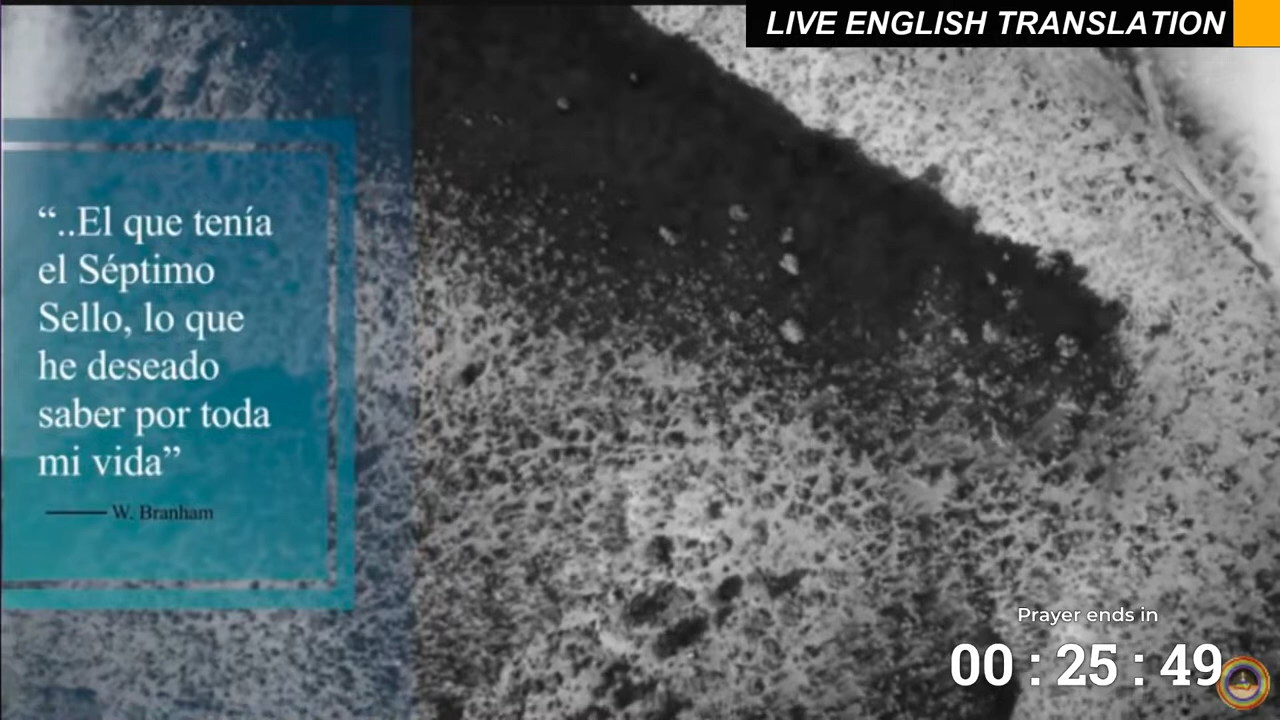 LIVE ENGLISH TRANSLATION
“..El que tenía
el Séptimo
Sello, lo que
he deseado
saber por toda
mi vida”
W. Branham
Prayer ends in
00 : 25 : 49